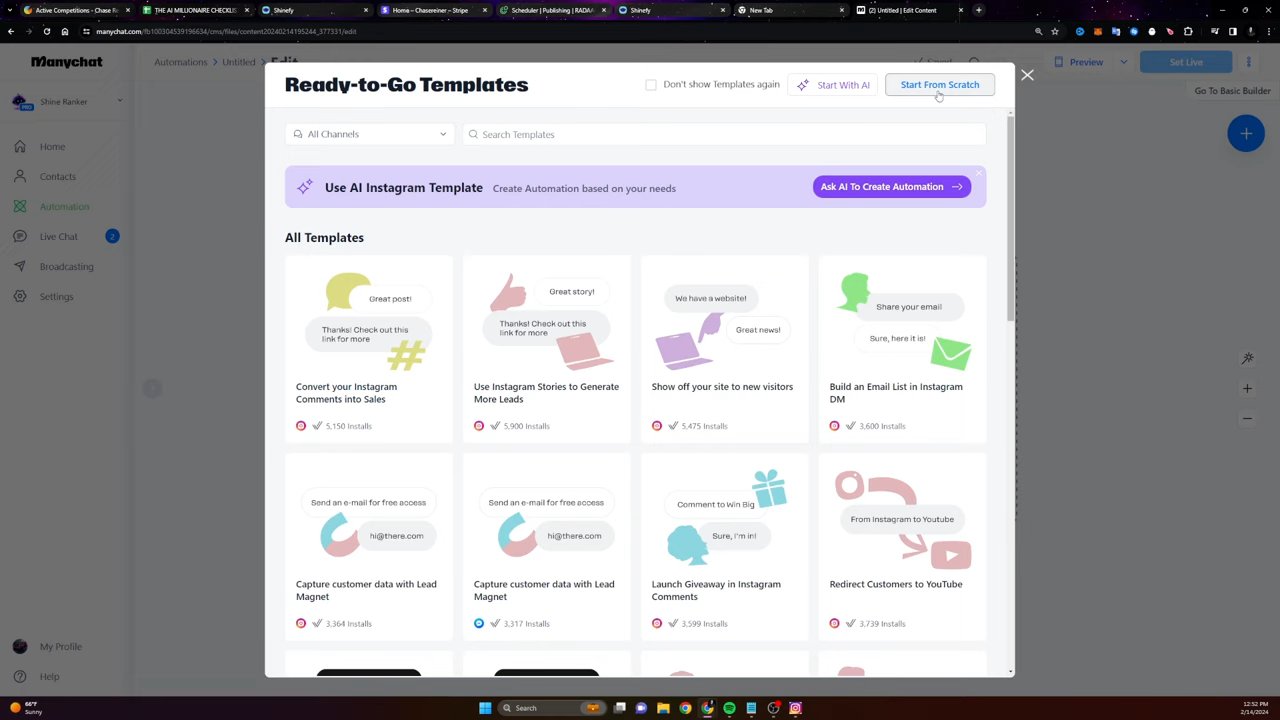 Active Competitions - Chase Re
THE AI MILLIONAIRE CHECKLIS
Shinefy
Home – Chasereiner – Stripe
Scheduler | Publishing | RADAA
Shinefy
New Tab
(2) Untitled | Edit Content
manychat.com/fb100304539196634/cms/files/content20240214195244_377331/edit
Manychat
Automations
Untitled
Edit
Saved
Preview
Set Live
Shine Ranker
PRO
Go To Basic Builder
Home
Contacts
Automation
Live Chat
2
Broadcasting
Settings
My Profile
Help
Ready-to-Go Templates
Don't show Templates again
Start With AI
Start From Scratch
All Channels
Search Templates
Use AI Instagram Template
Create Automation based on your needs
Ask AI To Create Automation
All Templates
Great post!
Thanks! Check out this
link for more
Convert your Instagram
Comments into Sales
5,150 Installs
Great story!
Thanks! Check out this
link for more
Use Instagram Stories to Generate
More Leads
5,900 Installs
We have a website!
Great news!
Show off your site to new visitors
5,475 Installs
Share your email
Sure, here it is!
Build an Email List in Instagram
DM
3,600 Installs
Send an e-mail for free access
hi@there.com
Capture customer data with Lead
Magnet
3,364 Installs
Send an e-mail for free access
hi@there.com
Capture customer data with Lead
Magnet
3,317 Installs
Comment to Win Big
Sure, I'm in!
Launch Giveaway in Instagram
Comments
3,599 Installs
From Instagram to Youtube
Redirect Customers to YouTube
3,739 Installs
66°F
Sunny
Search
12:52 PM
2/14/2024